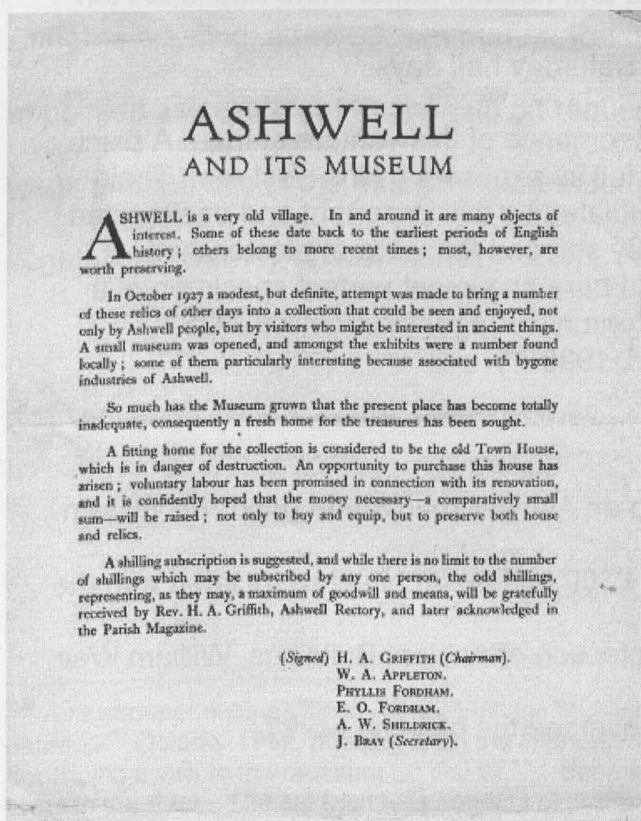 ASHWELL
AND ITS MUSEUM
ASHWELL is a very old village. In and around it are many objects of
interest. Some of these date back to the earliest periods of English
history; others belong to more recent times; most, however, are
worth preserving.
In October 1927 a modest, but definite, attempt was made to bring a number
of these relics of other days into a collection that could be seen and enjoyed, not
only by Ashwell people, but by visitors who might be interested in ancient things.
A small museum was opened, and amongst the exhibits were a number found
locally; some of them particularly interesting because associated with bygone
industries of Ashwell.
So much has the Museum grown that the present place has become totally
inadequate, consequently a fresh home for the treasures has been sought.
A fitting home for the collection is considered to be the old Town House,
which is in danger of destruction. An opportunity to purchase this house has
arisen; voluntary labour has been promised in connection with its renovation,
and it is confidently hoped that the money necessary—a comparatively small
sum—will be raised; not only to buy and equip, but to preserve both house
and relics.
A shilling subscription is suggested, and while there is no limit to the number
of shillings which may be subscribed by any one person, the odd shillings,
representing, as they may, a maximum of goodwill and means, will be gratefully
received by Rev. H. A. Griffith, Ashwell Rectory, and later acknowledged in
the Parish Magazine.
(Signed) H. A. GRIFFITH (Chairman).
W. A. APPLETON.
PHYLLIS FORDHAM.
E. O. FORDHAM.
A. W. SHELDRICK.
J. BRAY (Secretary).